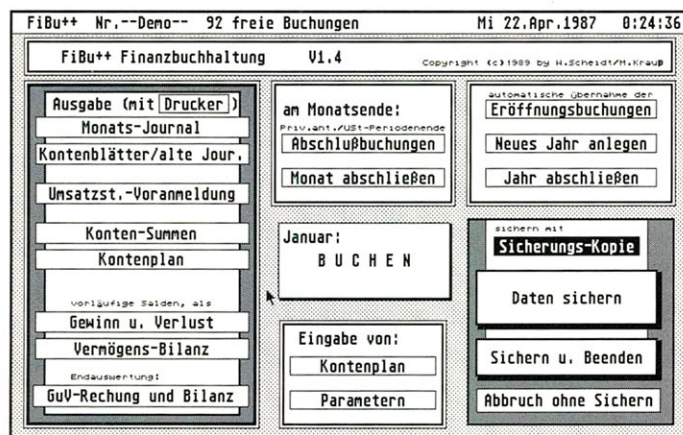 FiBu++ Nr.--Demo-- 92 freie Buchungen Mi 22.Apr.1987 0:24:36
FiBu++ Finanzbuchhaltung V1.4 Copyright (c)1989 by W.Scheidt/M.Krauß
Ausgabe (mit Drucker)
Monats-Journal
Kontenblätter/alte Jour.
Umsatzst.-Voranmeldung
Konten-Summen
Kontenplan
vorläufige Salden, als
Gewinn u. Verlust
Vermögens-Bilanz
Endauswertung:
GuV-Rechung und Bilanz
am Monatsende:
Priv.ant./USt-Periodenende
Abschlußbuchungen
Monat abschließen
Januar:
BUCHEN
Eingabe von:
Kontenplan
Parametern
automatische Übernahme der
Eröffnungsbuchungen
Neues Jahr anlegen
Jahr abschließen
sichern mit
Sicherungs-Kopie
Daten sichern
Sichern u. Beenden
Abbruch ohne Sichern